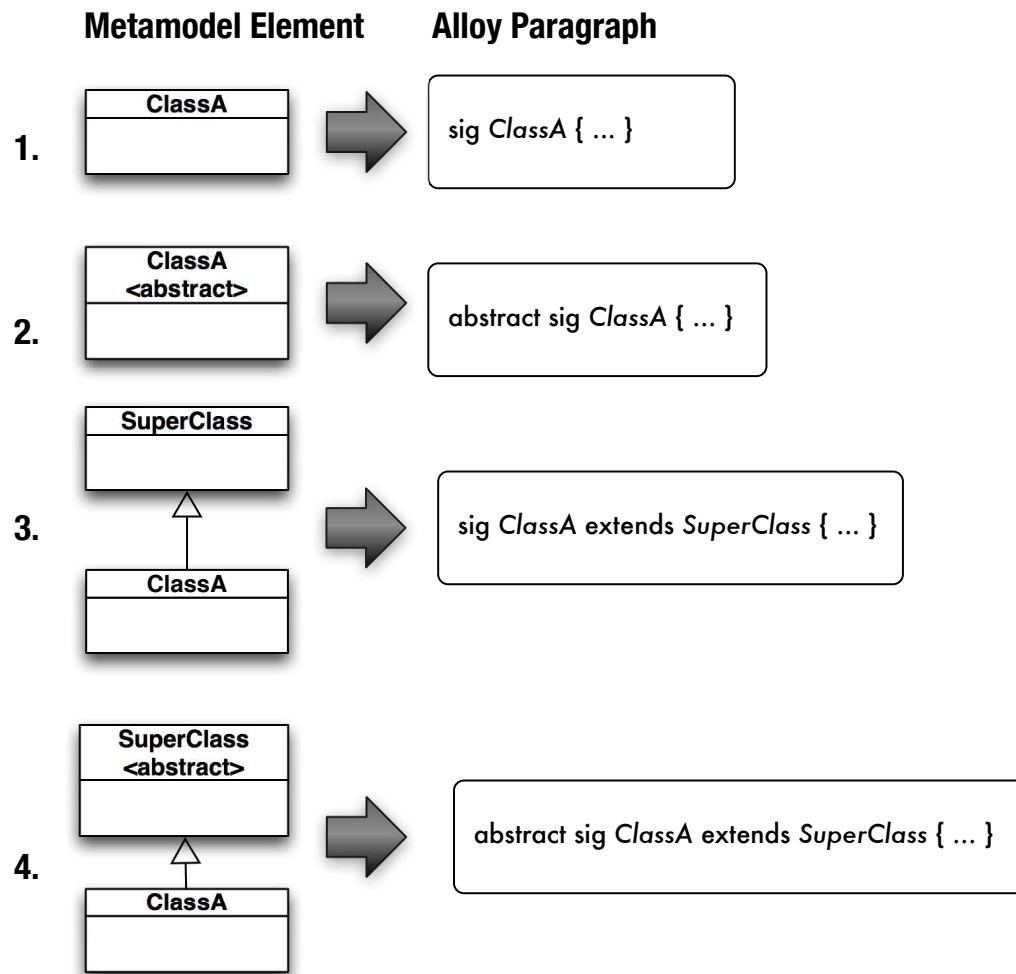 Metamodel Element Alloy Paragraph
1.
ClassA
sig ClassA { ... }
2.
ClassA
<abstract>
abstract sig ClassA { ... }
3.
SuperClass
ClassA
sig ClassA extends SuperClass { ... }
4.
SuperClass
<abstract>
ClassA
abstract sig ClassA extends SuperClass { ... }